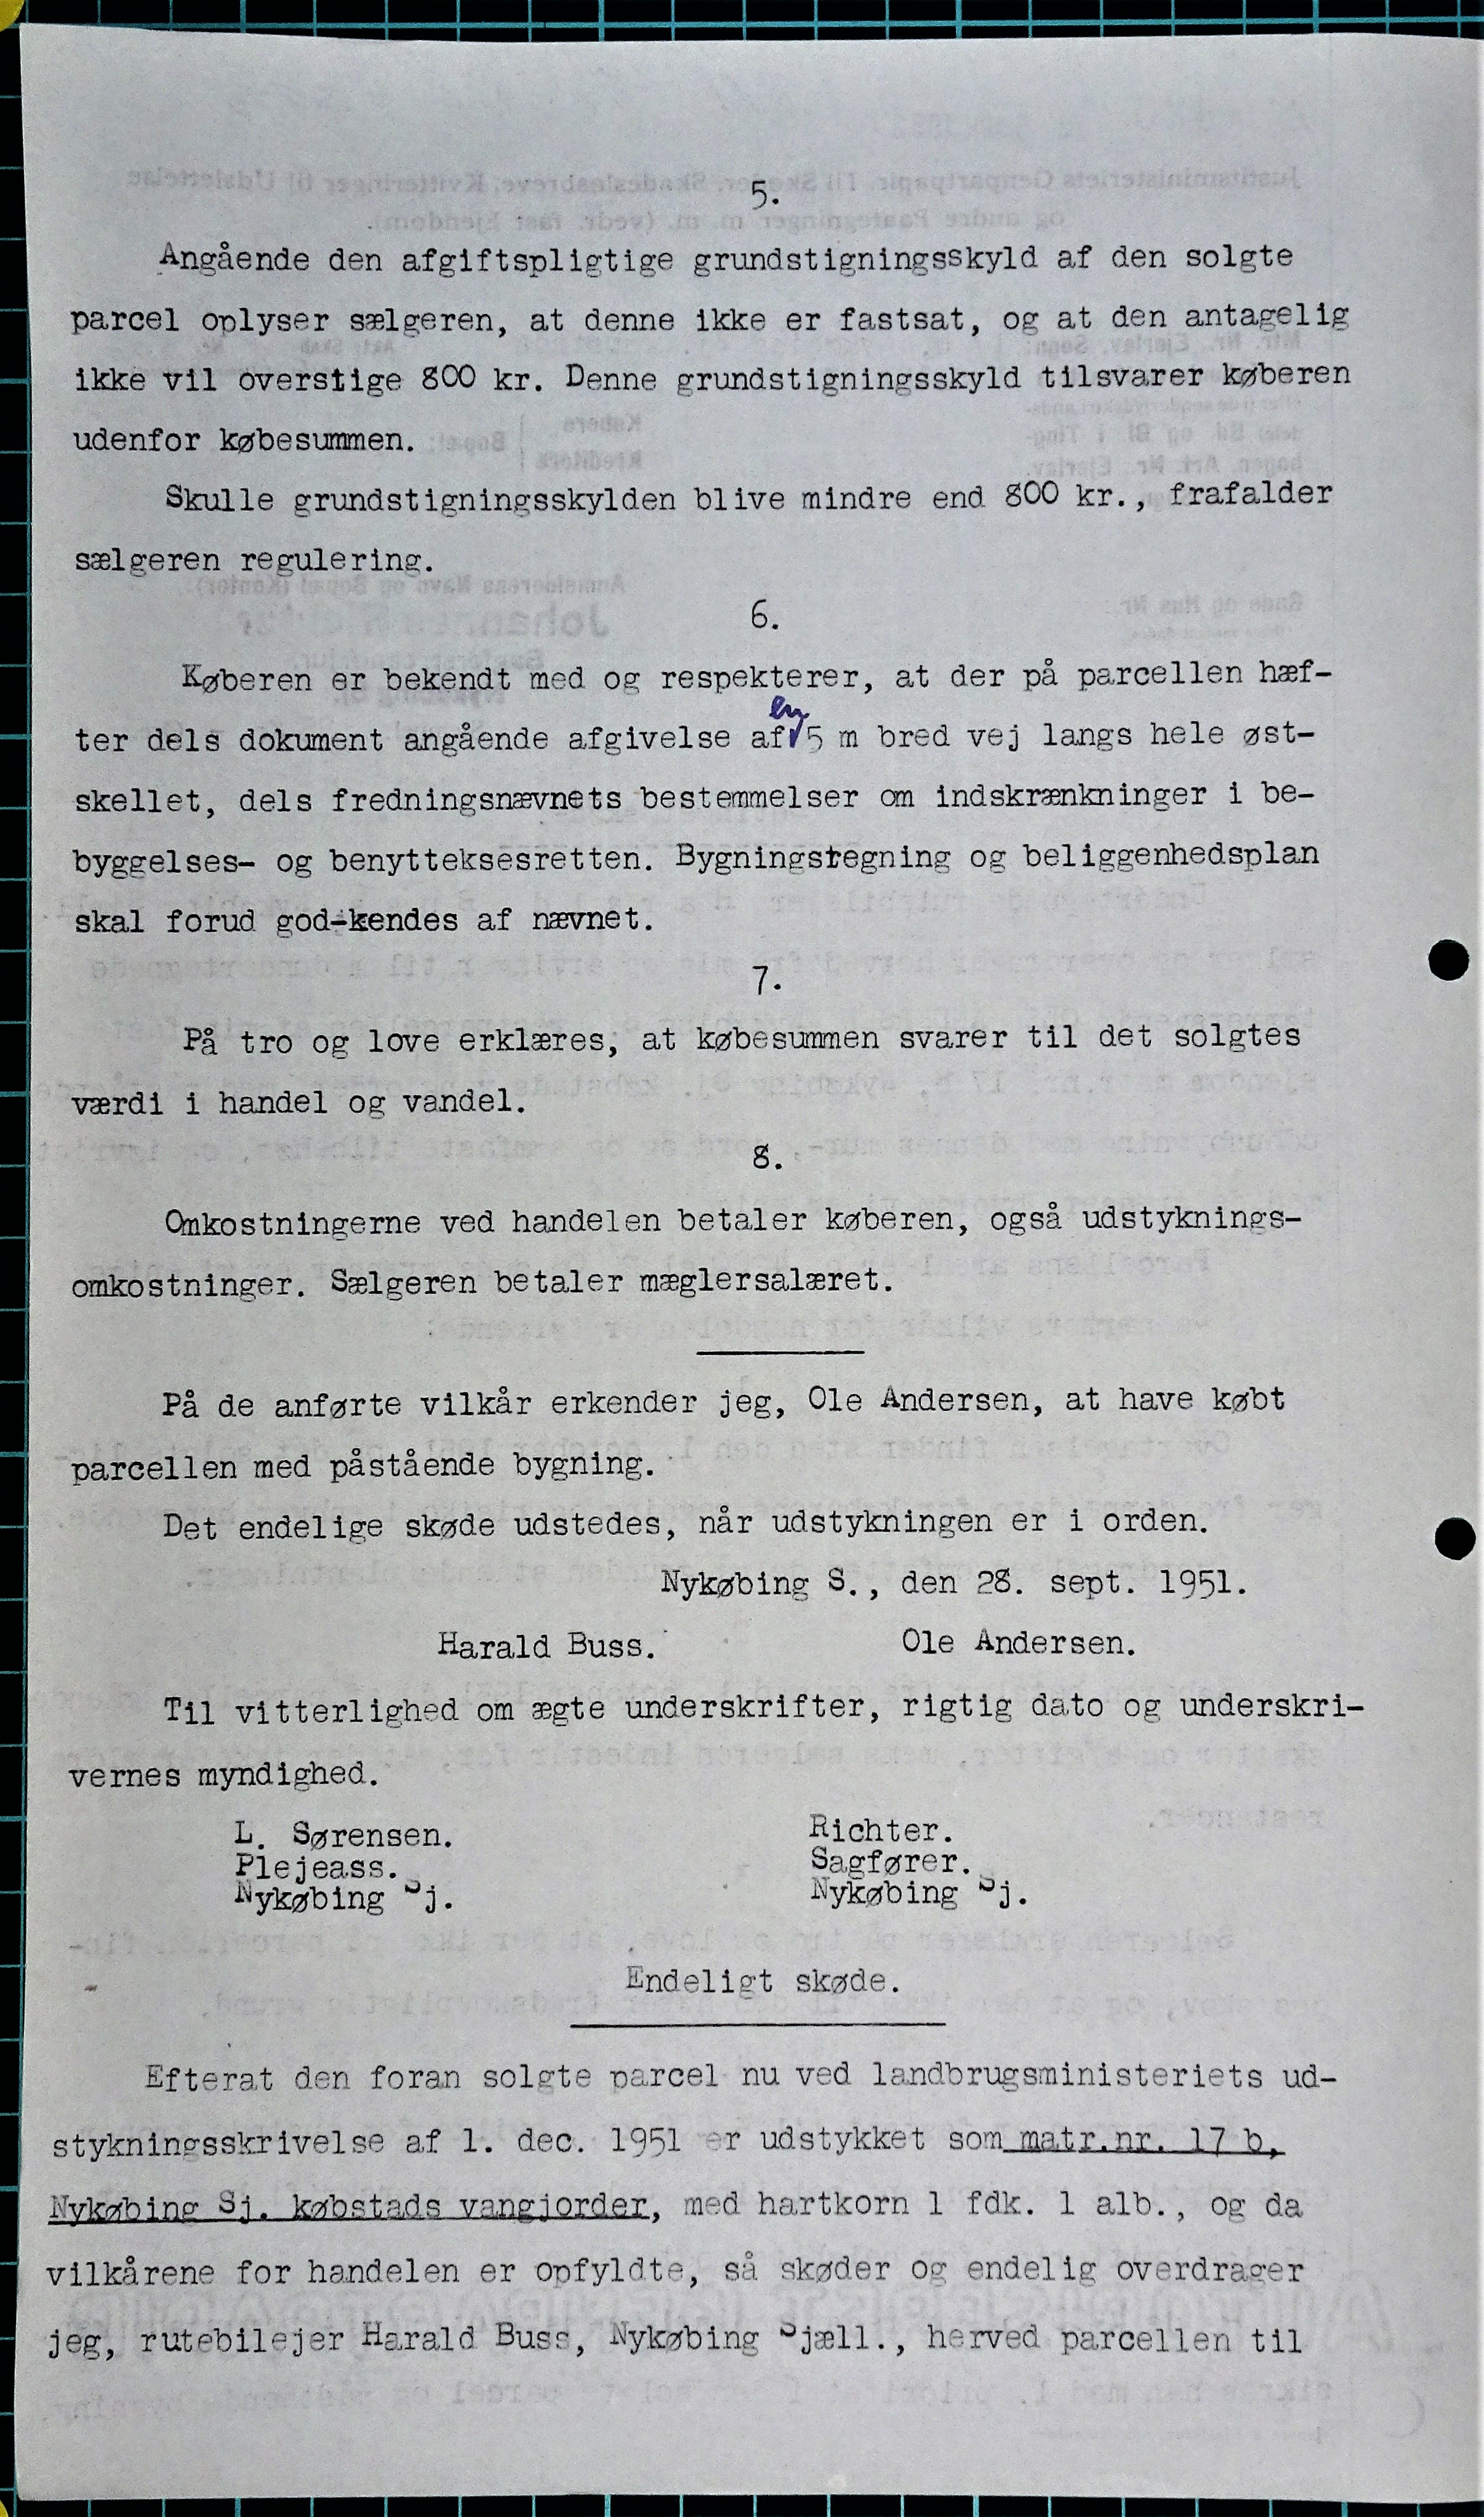 5.
Angående den afgiftspligtige grundstigningsskyld af den solgte
parcel oplyser sælgeren, at denne ikke er fastsat, og at den antagelig
ikke vil overstige 800 kr. Denne grundstigningsskyld tilsvarer køberen
udenfor købesummen.
Skulle grundstigningsskylden blive mindre end 800 kr., frafalder
sælgeren regulering.
6.
Køberen er bekendt med og respekterer, at der på parcellen hæf-
ter dels dokument angående afgivelse af en 5 m bred vej langs hele øst-
skellet, dels fredningsnævnets bestemmelser om indskrænkninger i be-
byggelses- og benytteksesretten. Bygningstegning og beliggenhedsplan
skal forud god-kendes af nævnet.
7.
På tro og love erklæres, at købesummen svarer til det solgtes
værdi i handel og vandel.
8.
Omkostningerne ved handelen betaler køberen, også udstyknings-
omkostninger. Sælgeren betaler mæglersalæret.
På de anførte vilkår erkender jeg, Ole Andersen, at have købt
parcellen med påstående bygning.
Det endelige skøde udstedes, når udstykningen er i orden.
Nykøbing S., den 28. sept. 1951.
Harald Buss. Ole Andersen.
Til vitterlighed om ægte underskrifter, rigtig dato og underskri-
vernes myndighed.
L. Sørensen. Richter.
Plejeass. Sagfører.
Nykøbing Sj. Nykøbing Sj.
Endeligt skøde.
Efterat den foran solgte parcel nu ved landbrugsministeriets ud-
stykningsskrivelse af 1. dec. 1951 er udstykket som matr.nr. 17 b,
Nykøbing Sj. købstads vangjorder, med hartkorn 1 fdk. 1 alb., og da
vilkårene for handelen er opfyldte, så skøder og endelig overdrager
jeg, rutebilejer Harald Buss, Nykøbing Sjæll., herved parcellen til